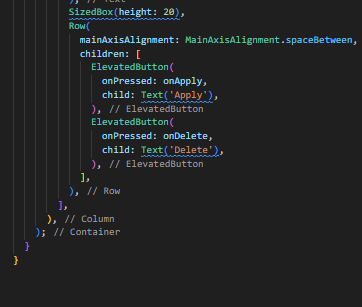 ), // Text
SizedBox(height: 20),
Row(
mainAxisAlignment: MainAxisAlignment.spaceBetween,
children: [
ElevatedButton(
onPressed: onApply,
child: Text('Apply'),
), // ElevatedButton
ElevatedButton(
onPressed: onDelete,
child: Text('Delete'),
), // ElevatedButton
],
), // Row
],
), // Column
); // Container
}
}